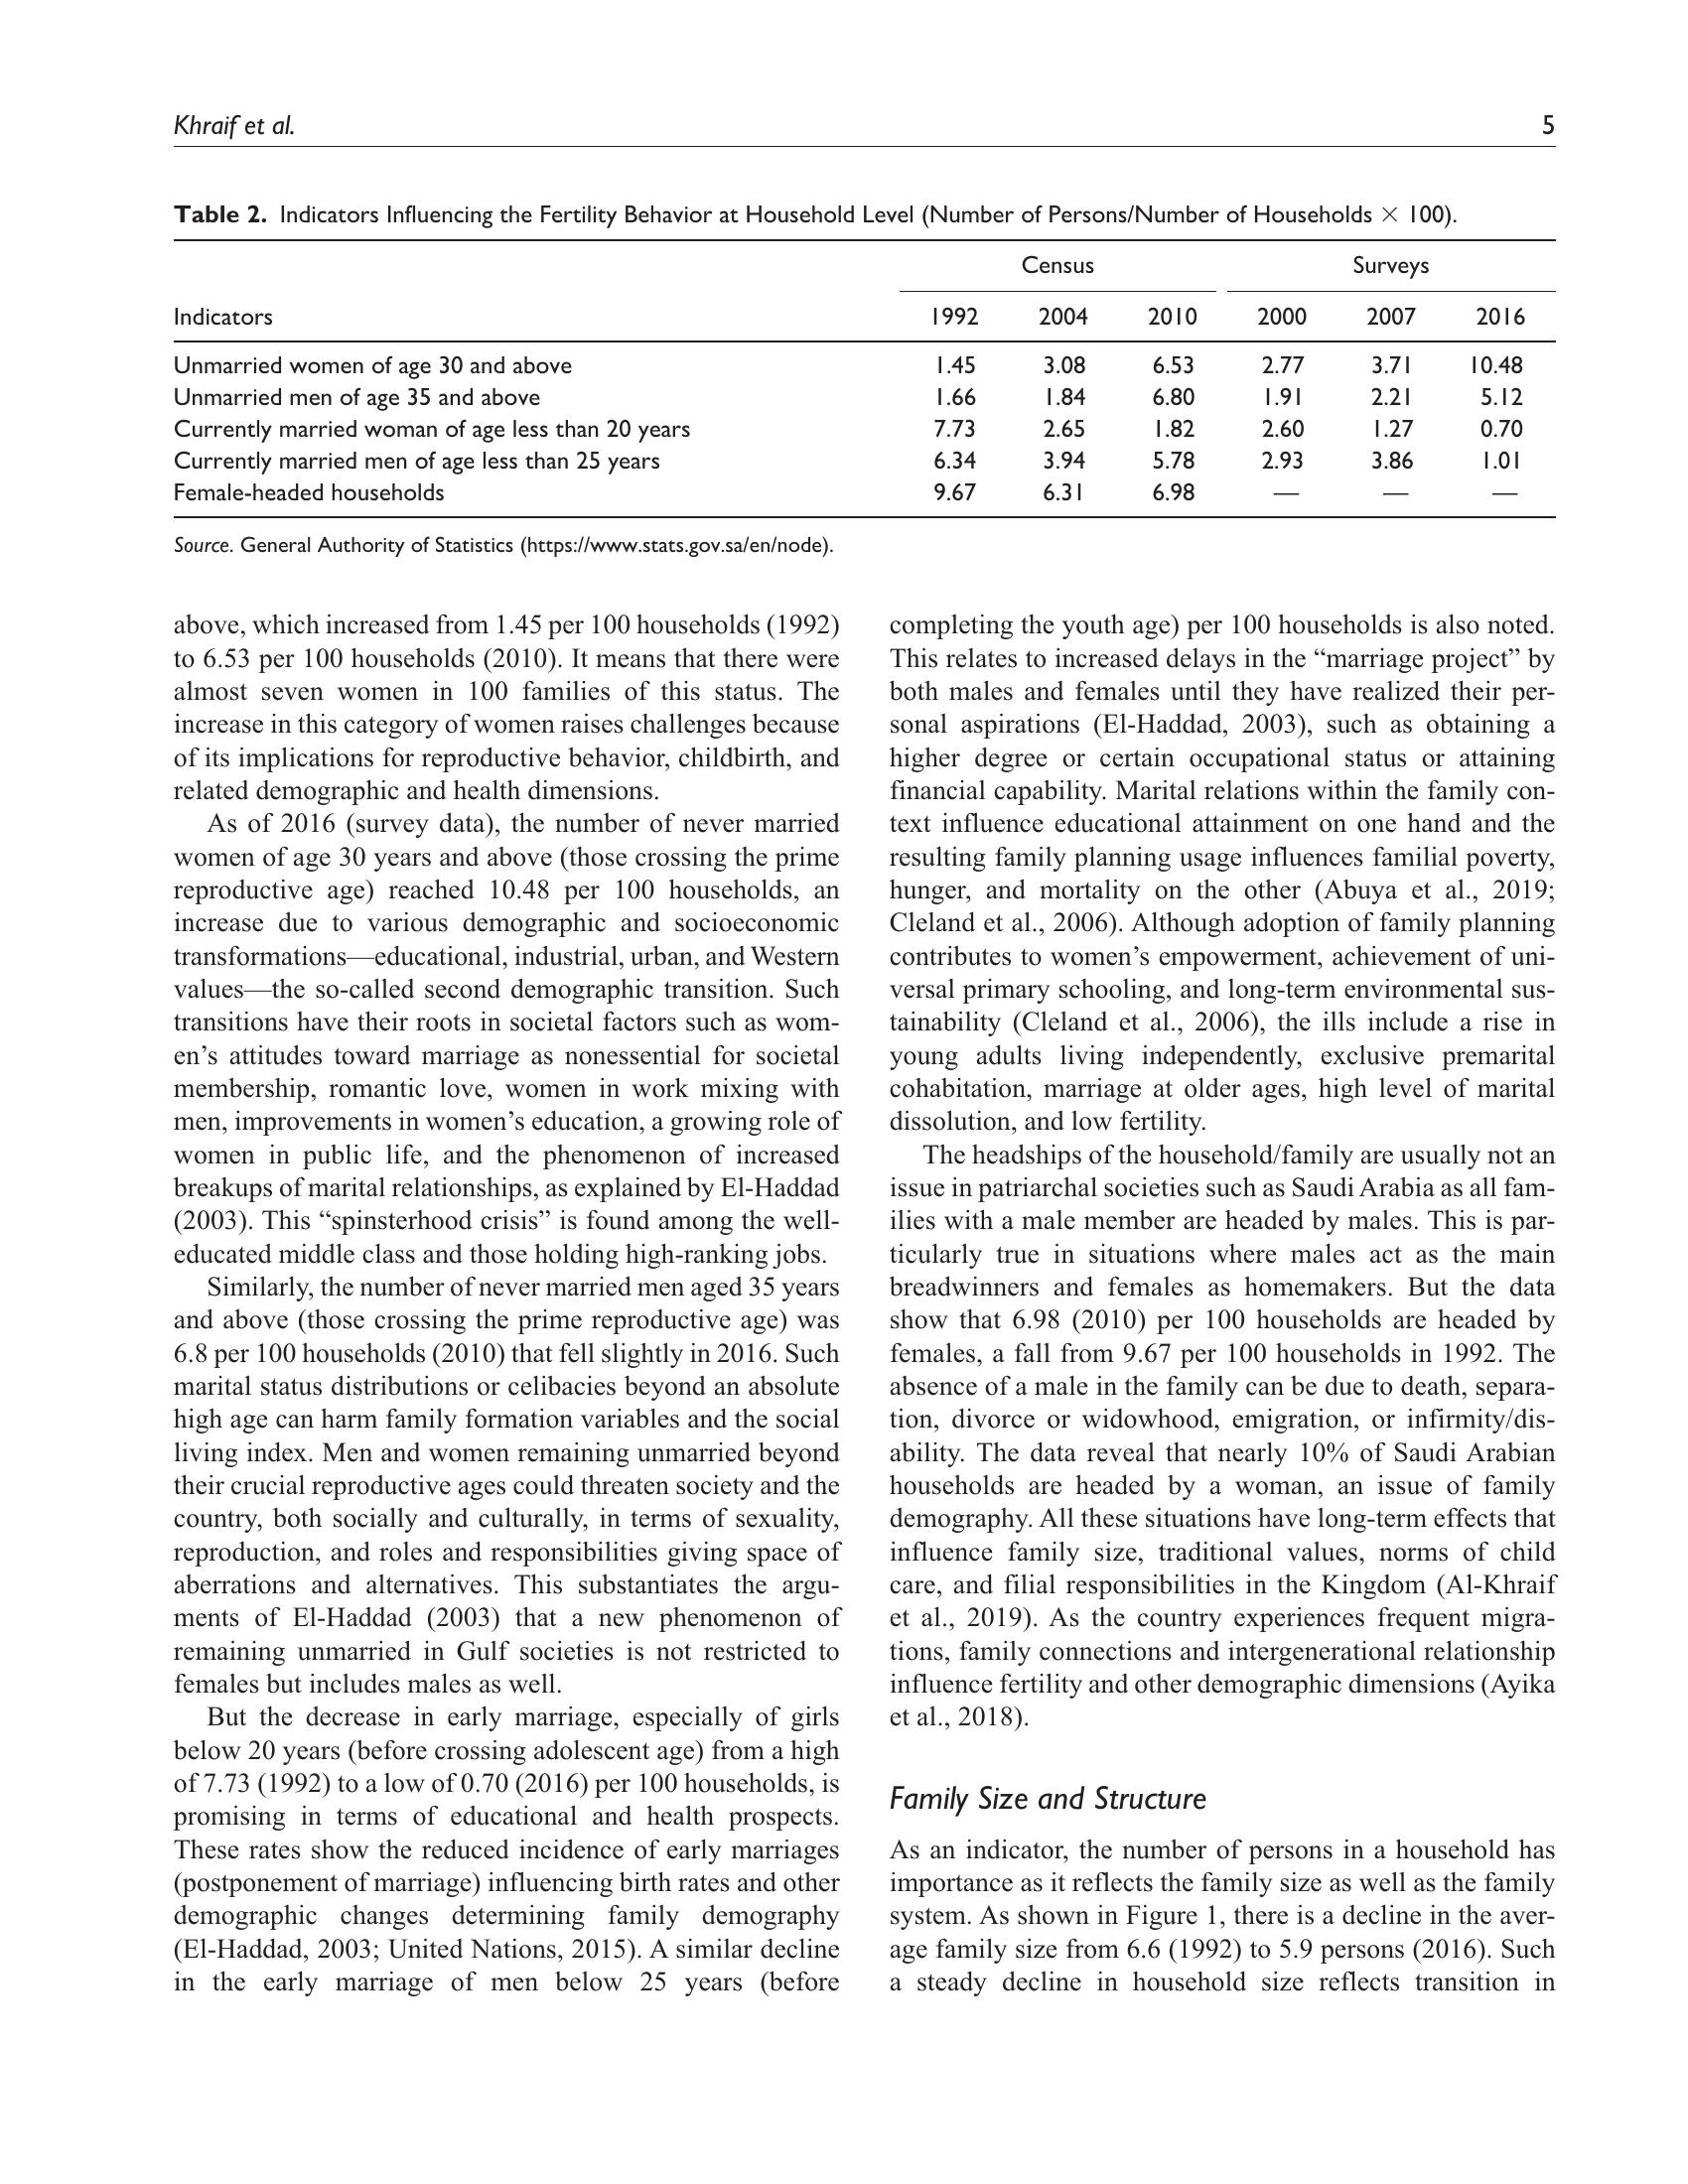 Khraif et al. 5
Table 2. Indicators Influencing the Fertility Behavior at Household Level (Number of Persons/Number of Households × 100).
Census Surveys
Indicators 1992 2004 2010 2000 2007 2016
Unmarried women of age 30 and above 1.45 3.08 6.53 2.77 3.71 10.48
Unmarried men of age 35 and above 1.66 1.84 6.80 1.91 2.21 5.12
Currently married woman of age less than 20 years 7.73 2.65 1.82 2.60 1.27 0.70
Currently married men of age less than 25 years 6.34 3.94 5.78 2.93 3.86 1.01
Female-headed households 9.67 6.31 6.98 — — —
Source. General Authority of Statistics (https://www.stats.gov.sa/en/node).
above, which increased from 1.45 per 100 households (1992)
to 6.53 per 100 households (2010). It means that there were
almost seven women in 100 families of this status. The
increase in this category of women raises challenges because
of its implications for reproductive behavior, childbirth, and
related demographic and health dimensions.
As of 2016 (survey data), the number of never married
women of age 30 years and above (those crossing the prime
reproductive age) reached 10.48 per 100 households, an
increase due to various demographic and socioeconomic
transformations—educational, industrial, urban, and Western
values—the so-called second demographic transition. Such
transitions have their roots in societal factors such as wom-
en’s attitudes toward marriage as nonessential for societal
membership, romantic love, women in work mixing with
men, improvements in women’s education, a growing role of
women in public life, and the phenomenon of increased
breakups of marital relationships, as explained by El-Haddad
(2003). This “spinsterhood crisis” is found among the well-
educated middle class and those holding high-ranking jobs.
Similarly, the number of never married men aged 35 years
and above (those crossing the prime reproductive age) was
6.8 per 100 households (2010) that fell slightly in 2016. Such
marital status distributions or celibacies beyond an absolute
high age can harm family formation variables and the social
living index. Men and women remaining unmarried beyond
their crucial reproductive ages could threaten society and the
country, both socially and culturally, in terms of sexuality,
reproduction, and roles and responsibilities giving space of
aberrations and alternatives. This substantiates the argu-
ments of El-Haddad (2003) that a new phenomenon of
remaining unmarried in Gulf societies is not restricted to
females but includes males as well.
But the decrease in early marriage, especially of girls
below 20 years (before crossing adolescent age) from a high
of 7.73 (1992) to a low of 0.70 (2016) per 100 households, is
promising in terms of educational and health prospects.
These rates show the reduced incidence of early marriages
(postponement of marriage) influencing birth rates and other
demographic changes determining family demography
(El-Haddad, 2003; United Nations, 2015). A similar decline
in the early marriage of men below 25 years (before
completing the youth age) per 100 households is also noted.
This relates to increased delays in the “marriage project” by
both males and females until they have realized their per-
sonal aspirations (El-Haddad, 2003), such as obtaining a
higher degree or certain occupational status or attaining
financial capability. Marital relations within the family con-
text influence educational attainment on one hand and the
resulting family planning usage influences familial poverty,
hunger, and mortality on the other (Abuya et al., 2019;
Cleland et al., 2006). Although adoption of family planning
contributes to women’s empowerment, achievement of uni-
versal primary schooling, and long-term environmental sus-
tainability (Cleland et al., 2006), the ills include a rise in
young adults living independently, exclusive premarital
cohabitation, marriage at older ages, high level of marital
dissolution, and low fertility.
The headships of the household/family are usually not an
issue in patriarchal societies such as Saudi Arabia as all fam-
ilies with a male member are headed by males. This is par-
ticularly true in situations where males act as the main
breadwinners and females as homemakers. But the data
show that 6.98 (2010) per 100 households are headed by
females, a fall from 9.67 per 100 households in 1992. The
absence of a male in the family can be due to death, separa-
tion, divorce or widowhood, emigration, or infirmity/dis-
ability. The data reveal that nearly 10% of Saudi Arabian
households are headed by a woman, an issue of family
demography. All these situations have long-term effects that
influence family size, traditional values, norms of child
care, and filial responsibilities in the Kingdom (Al-Khraif
et al., 2019). As the country experiences frequent migra-
tions, family connections and intergenerational relationship
influence fertility and other demographic dimensions (Ayika
et al., 2018).
Family Size and Structure
As an indicator, the number of persons in a household has
importance as it reflects the family size as well as the family
system. As shown in Figure 1, there is a decline in the aver-
age family size from 6.6 (1992) to 5.9 persons (2016). Such
a steady decline in household size reflects transition in